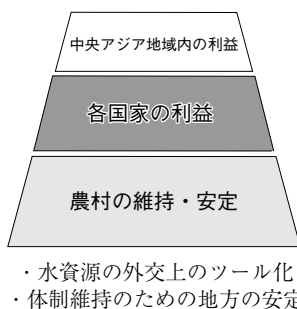 中央アジア地域内の利益
各国家の利益
農村の維持・安定
・水資源の外交上のツール化
・体制維持のための地方の安定